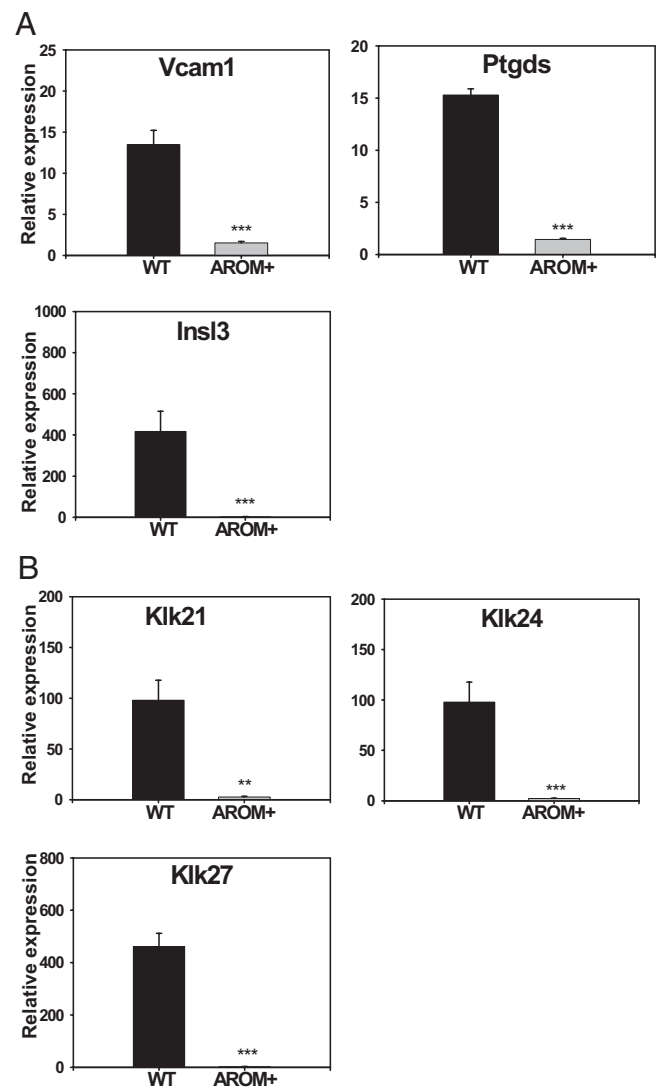 A
Vcam1
Relative expression
25
20
15
10
5
0
***
WT AROM+
Ptgds
20
15
10
5
0
***
WT AROM+
Insl3
Relative expression
1000
800
600
400
200
0
***
WT AROM+
B
Klk21
Relative expression
200
150
100
50
0
**
WT AROM+
Klk24
200
150
100
50
0
***
WT AROM+
Klk27
Relative expression
800
600
400
200
0
***
WT AROM+